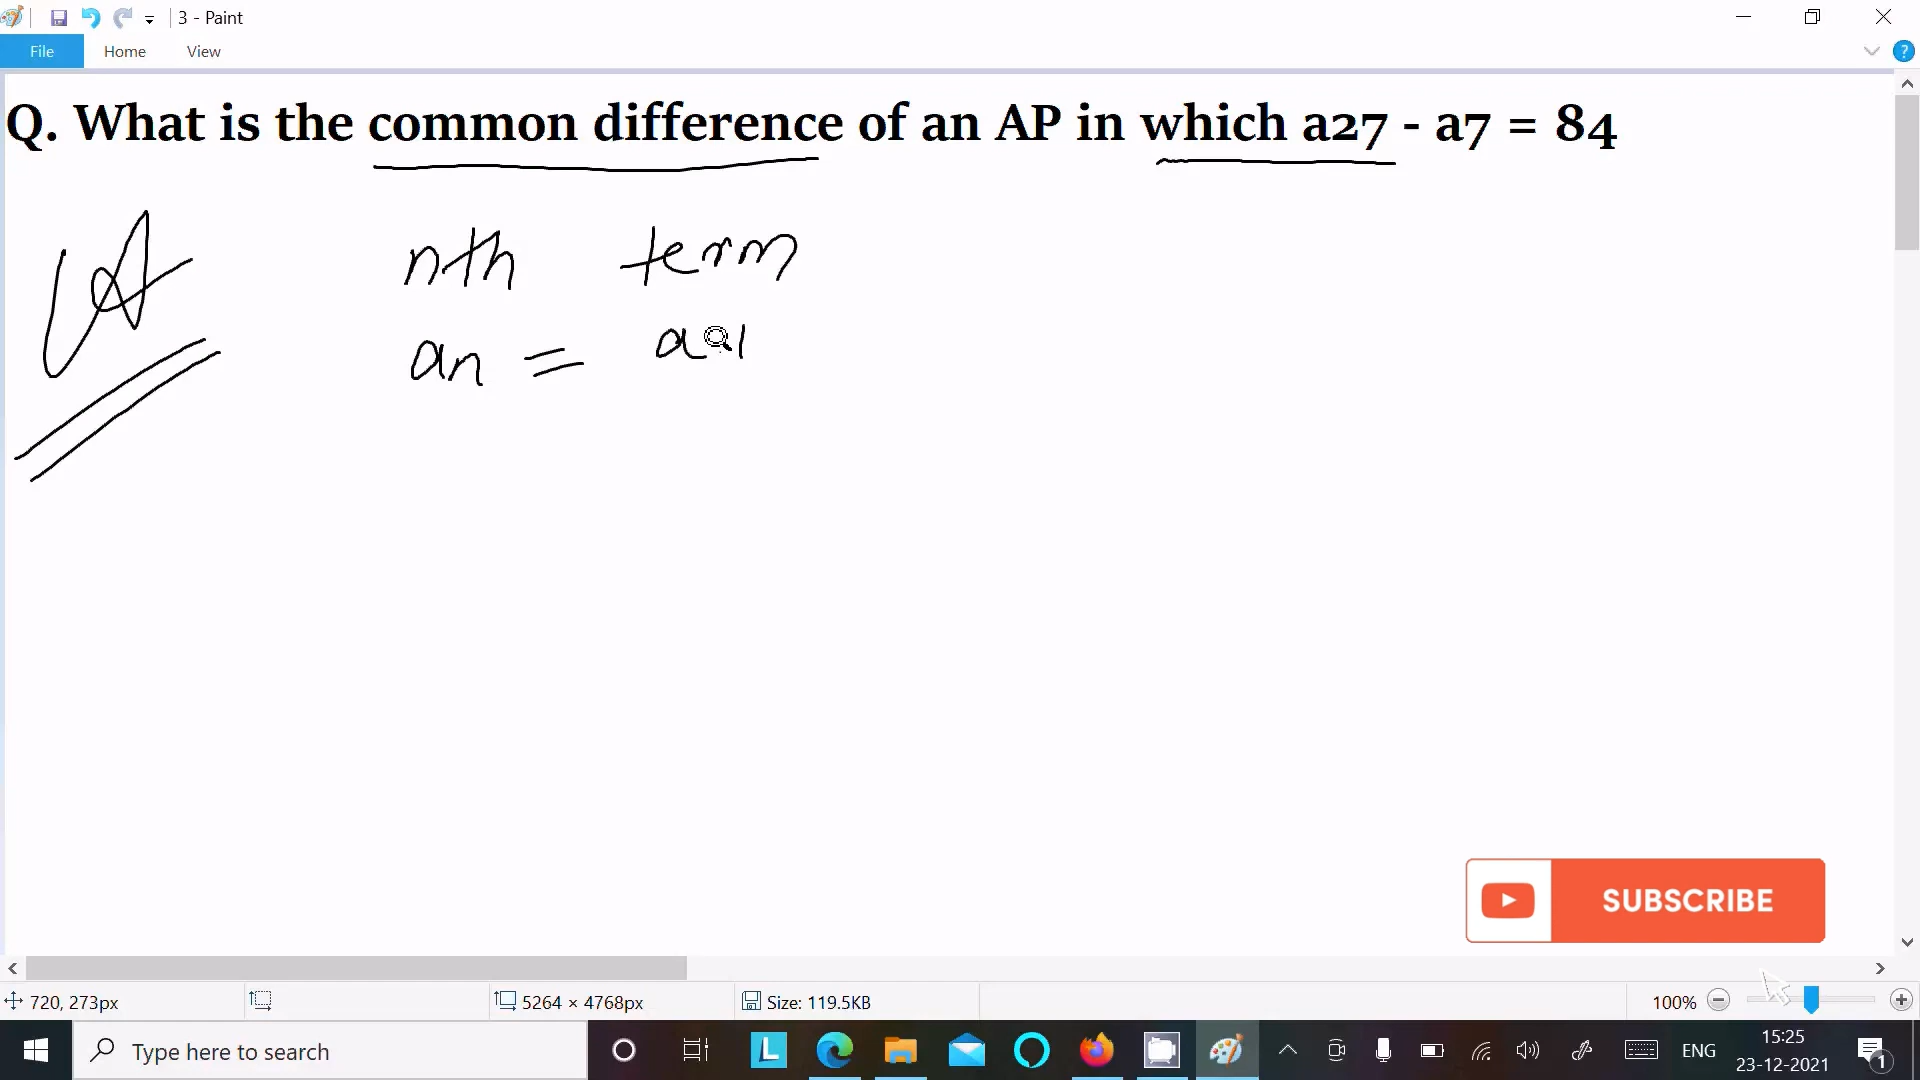 3 - Paint
File Home View
Q. What is the common difference of an AP in which a27 - a7 = 84
nth term
an = a
SUBSCRIBE
720, 273px 5264 × 4768px Size: 119.5KB 100%
Type here to search
ENG
15:25
23-12-2021
1